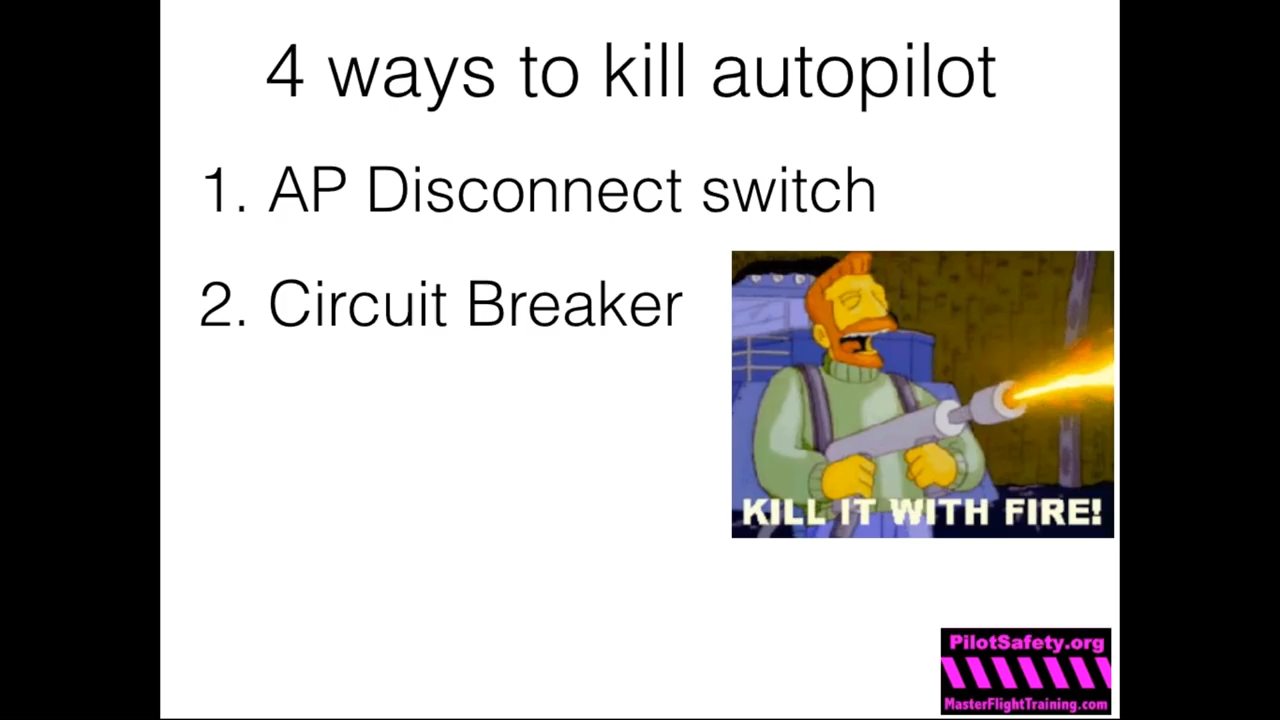 4 ways to kill autopilot
1. AP Disconnect switch
2. Circuit Breaker
KILL IT WITH FIRE!
PilotSafety.org
MasterFlightTraining.com